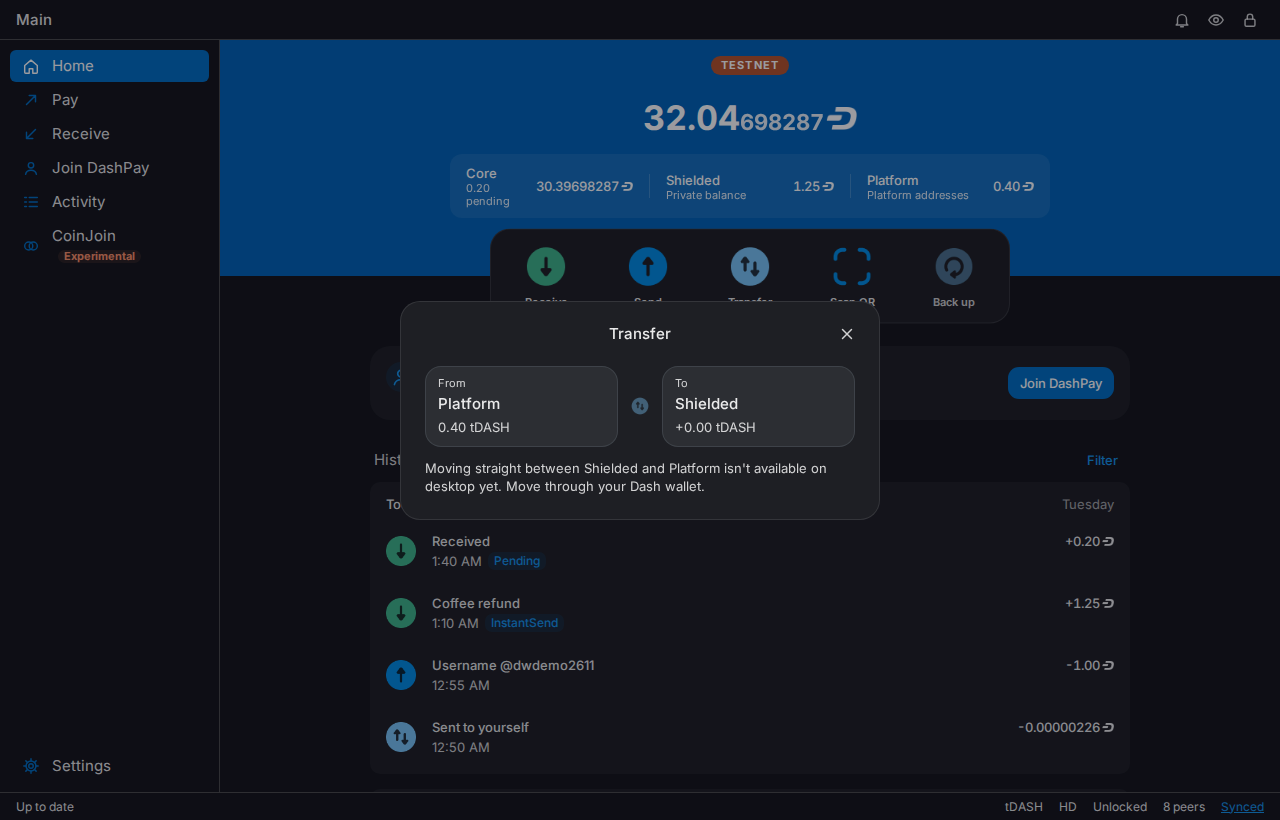 Main
Home
Pay
Receive
Join DashPay
Activity
CoinJoin
Experimental
Settings
TESTNET
32.04698287
Core
0.20
pending
30.39698287
Shielded
Private balance
1.25
Platform
Platform addresses
0.40
Receive
Send
Transfer
Scan QR
Back up
Transfer
From
Platform
0.40 tDASH
To
Shielded
+0.00 tDASH
Moving straight between Shielded and Platform isn't available on
desktop yet. Move through your Dash wallet.
Join DashPay
Filter
Tuesday
Received
1:40 AM Pending
+0.20
Coffee refund
1:10 AM InstantSend
+1.25
Username @dwdemo2611
12:55 AM
-1.00
Sent to yourself
12:50 AM
-0.00000226
Up to date
tDASH HD Unlocked 8 peers Synced